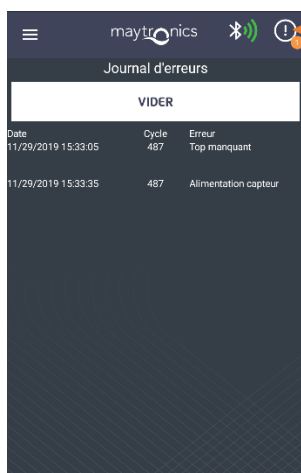 maytronics
Journal d'erreurs
VIDER
Date Cycle Erreur
11/29/2019 15:33:05 487 Top manquant
11/29/2019 15:33:35 487 Alimentation capteur